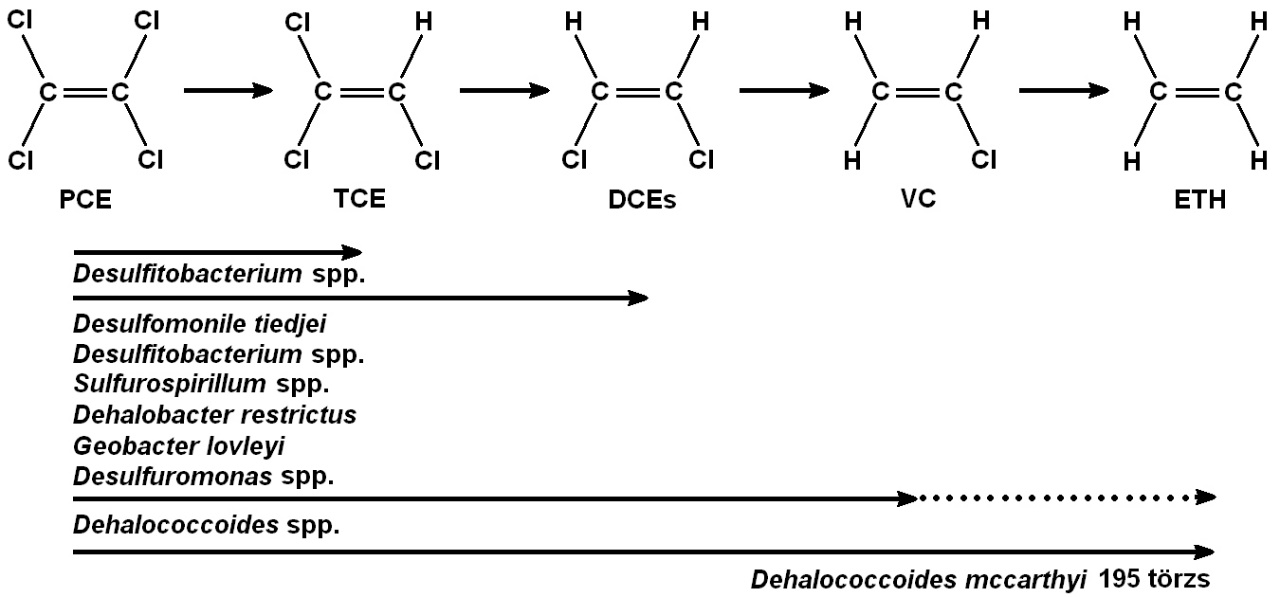 Cl Cl Cl H H H H H H H
C C C C C C C C C C
Cl Cl Cl Cl Cl Cl H Cl H H
PCE TCE DCEs VC ETH
Desulfitobacterium spp.
Desulfomonile tiedjei
Desulfitobacterium spp.
Sulfurospirillum spp.
Dehalobacter restrictus
Geobacter lovleyi
Desulfuromonas spp.
Dehalococcoides spp.
Dehalococcoides mccarthyi 195 törzs